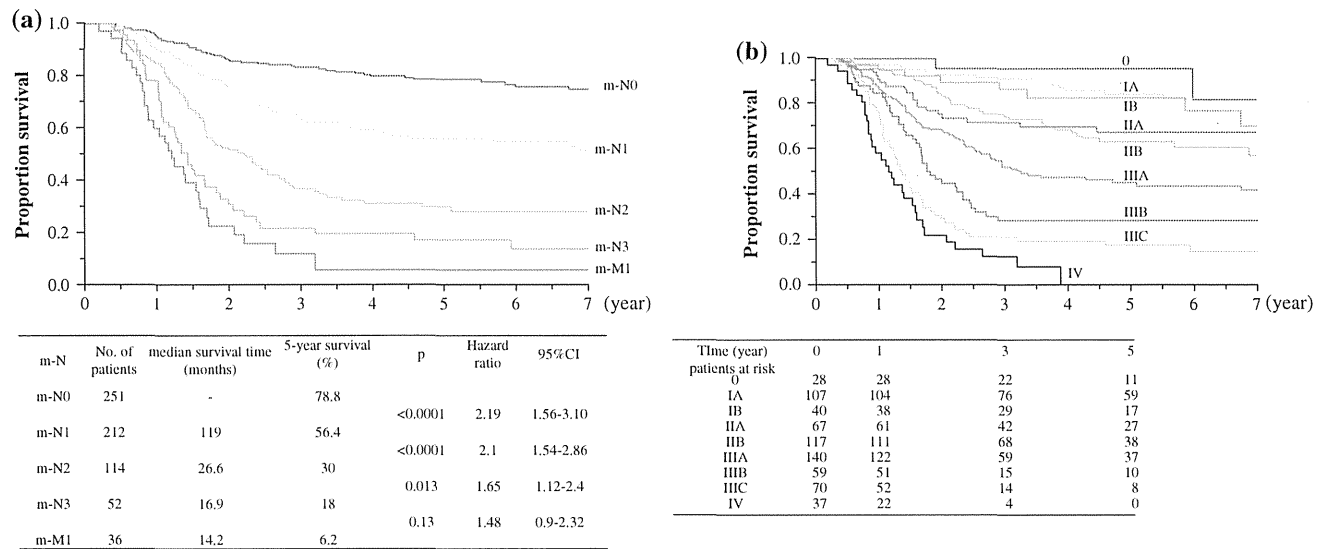 (a)
1.0
0.8
0.6
0.4
0.2
0.0
Proportion survival
m-N0
m-N1
m-N2
m-N3
m-M1
0 1 2 3 4 5 6 7 (year)
m-N No. of patients median survival time (months) 5-year survival (%) p Hazard ratio 95%CI
m-N0 251 - 78.8
<0.0001 2.19 1.56-3.10
m-N1 212 119 56.4
<0.0001 2.1 1.54-2.86
m-N2 114 26.6 30
0.013 1.65 1.12-2.4
m-N3 52 16.9 18
0.13 1.48 0.9-2.32
m-M1 36 14.2 6.2
(b)
1.0
0.8
0.6
0.4
0.2
0.0
Proportion survival
0
IA
IB
IIA
IIB
IIIA
IIIB
IIIC
IV
0 1 2 3 4 5 6 7 (year)
TIme (year) 0 1 3 5
patients at risk
0 28 28 22 11
IA 107 104 76 59
IB 40 38 29 17
IIA 67 61 42 27
IIB 117 111 68 38
IIIA 140 122 59 37
IIIB 59 51 15 10
IIIC 70 52 14 8
IV 37 22 4 0